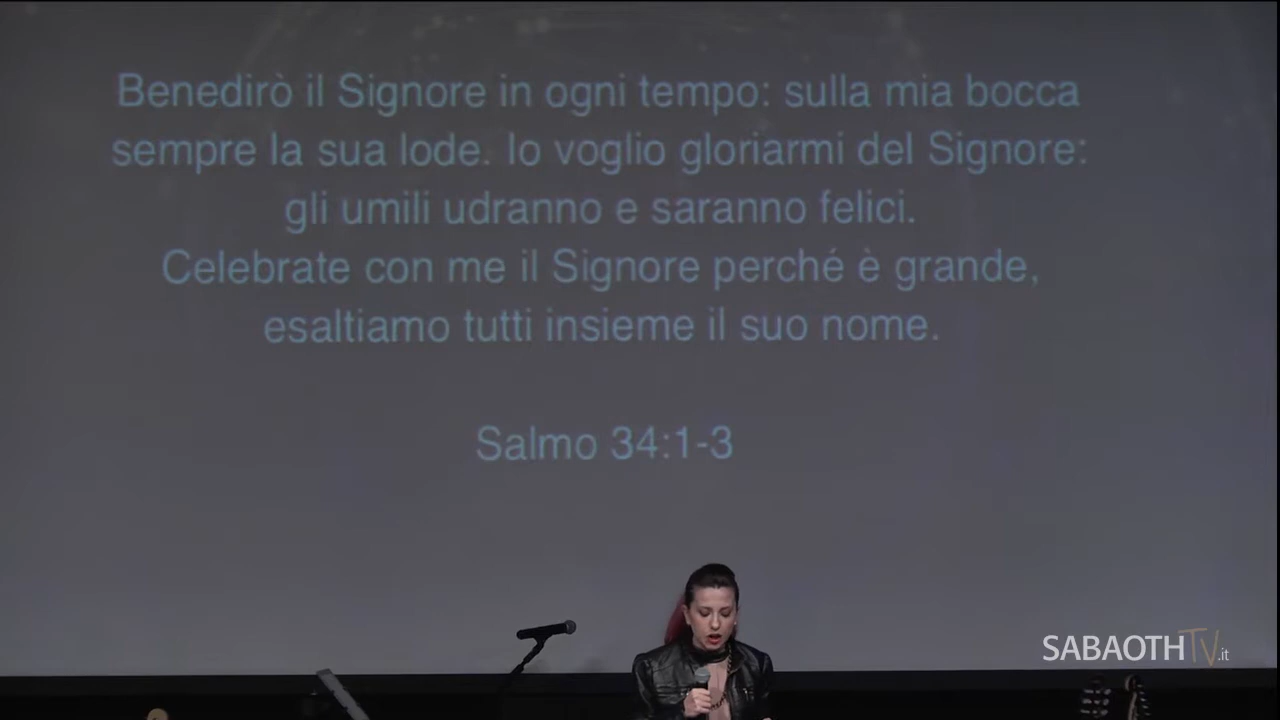 Benedirò il Signore in ogni tempo: sulla mia bocca
sempre la sua lode. Io voglio gloriarmi del Signore:
gli umili udranno e saranno felici.
Celebrate con me il Signore perché è grande,
esaltiamo tutti insieme il suo nome.
Salmo 34:1-3
SABAOTHTV.it